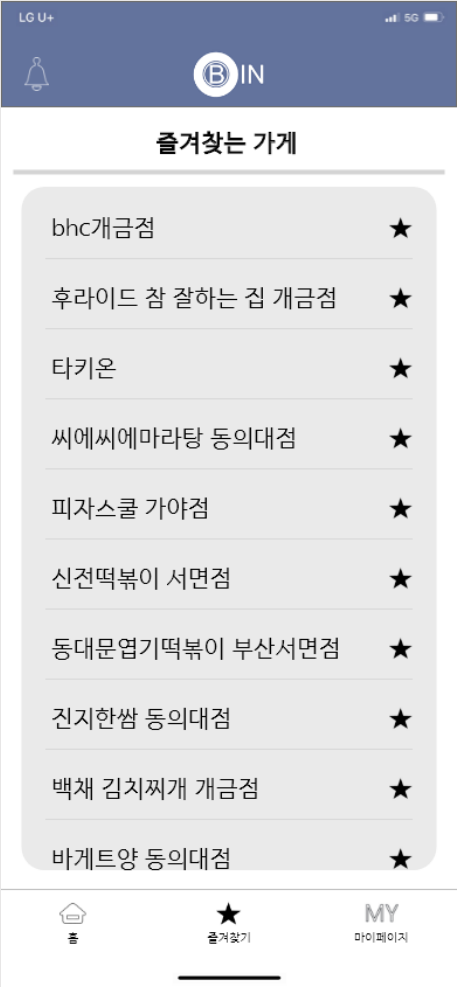 LG U+
5G
BIN
즐겨찾는 가게
bhc개금점
후라이드 참 잘하는 집 개금점
타키온
씨에씨에마라탕 동의대점
피자스쿨 가야점
신전떡볶이 서면점
동대문엽기떡볶이 부산서면점
진지한쌈 동의대점
백채 김치찌개 개금점
바게트양 동의대점
홈
즐겨찾기
MY
마이페이지